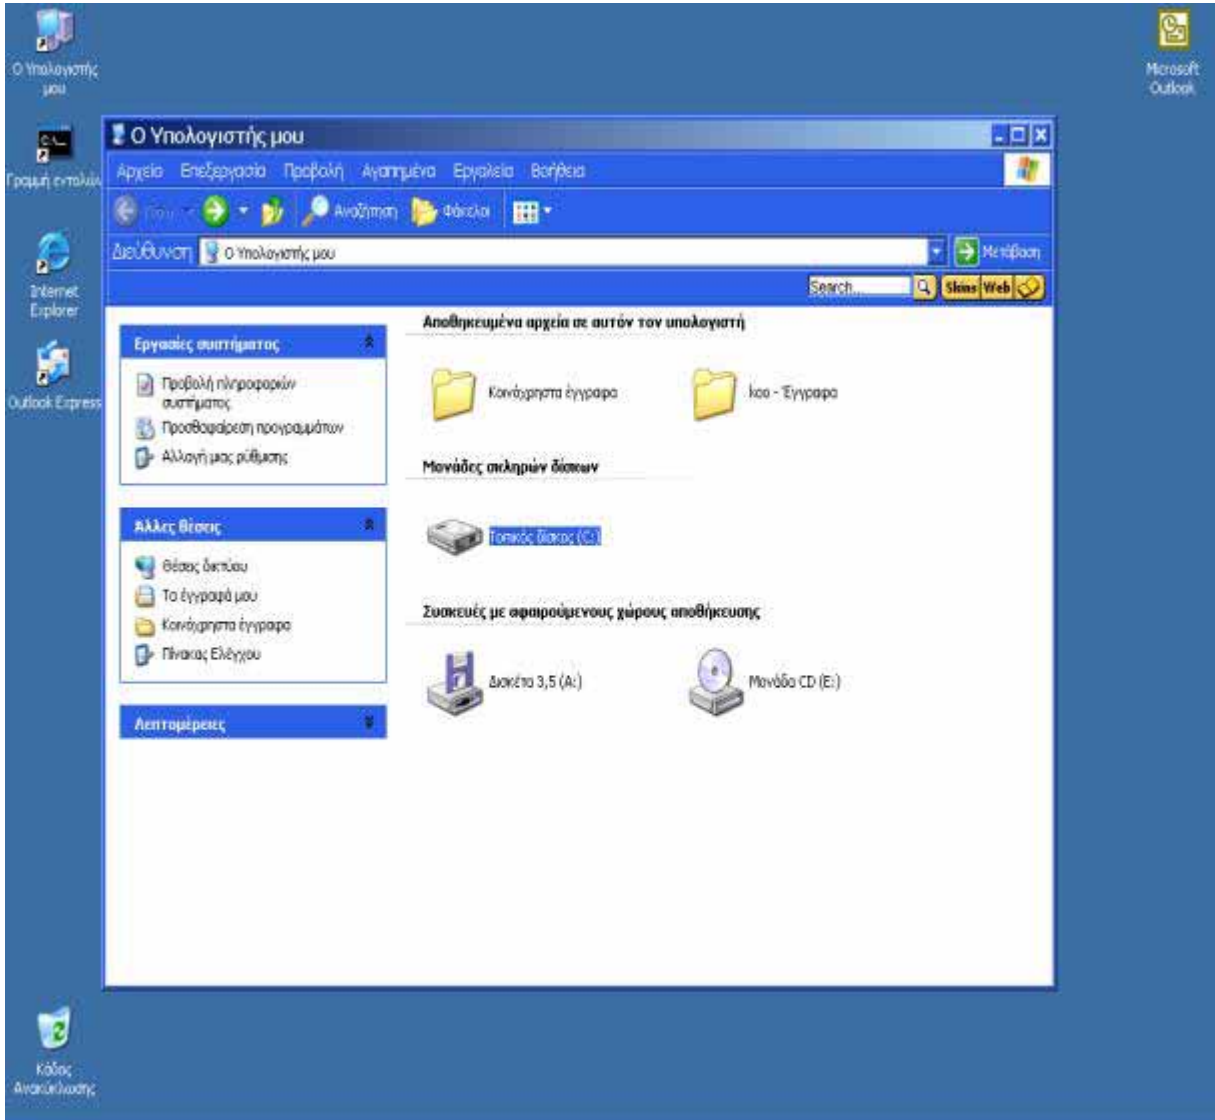 Ο Υπολογιστής
μου
Microsoft
Outlook
Γραμμή εντολών
Internet
Explorer
Outlook Express
Ο Υπολογιστής μου
Αρχείο Επεξεργασία Προβολή Αγαπημένα Εργαλεία Βοήθεια
Πίσω Αναζήτηση Φάκελοι
Διεύθυνση Ο Υπολογιστής μου Μετάβαση
Search... Skins Web
Εργασίες συστήματος
Προβολή πληροφοριών
συστήματος
Προσθαφαίρεση προγραμμάτων
Αλλαγή μιας ρύθμισης
Άλλες θέσεις
Θέσεις δικτύου
Τα έγγραφά μου
Κοινόχρηστα έγγραφα
Πίνακας Ελέγχου
Λεπτομέρειες
Αποθηκευμένα αρχεία σε αυτόν τον υπολογιστή
Κοινόχρηστα έγγραφα
koo - Έγγραφα
Μονάδες σκληρών δίσκων
Τοπικός δίσκος (C:)
Συσκευές με αφαιρούμενους χώρους αποθήκευσης
Δισκέτα 3,5 (A:)
Μονάδα CD (E:)
Κάδος
Ανακύκλωσης